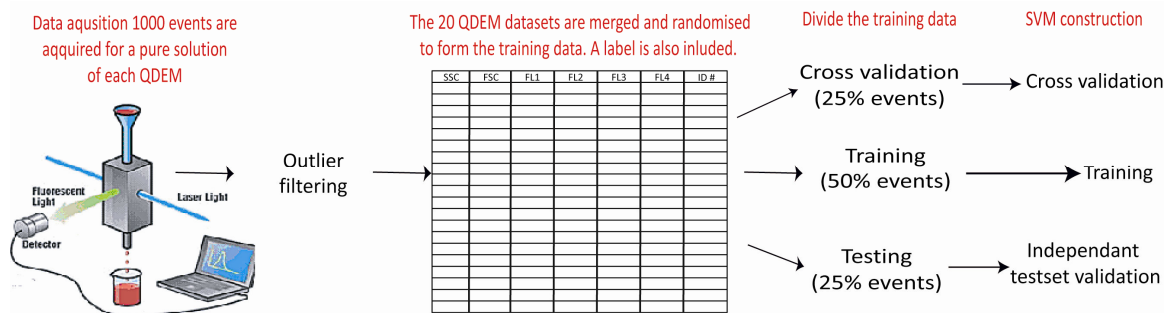 Data aqusition 1000 events are
aqquired for a pure solution
of each QDEM
Fluorescent
Light
Laser Light
Detector
Outlier
filtering
The 20 QDEM datasets are merged and randomised
to form the training data. A label is also inluded.
SSC FSC FL1 FL2 FL3 FL4 ID #
Divide the training data
Cross validation
(25% events)
Training
(50% events)
Testing
(25% events)
SVM construction
Cross validation
Training
Independant
testset validation